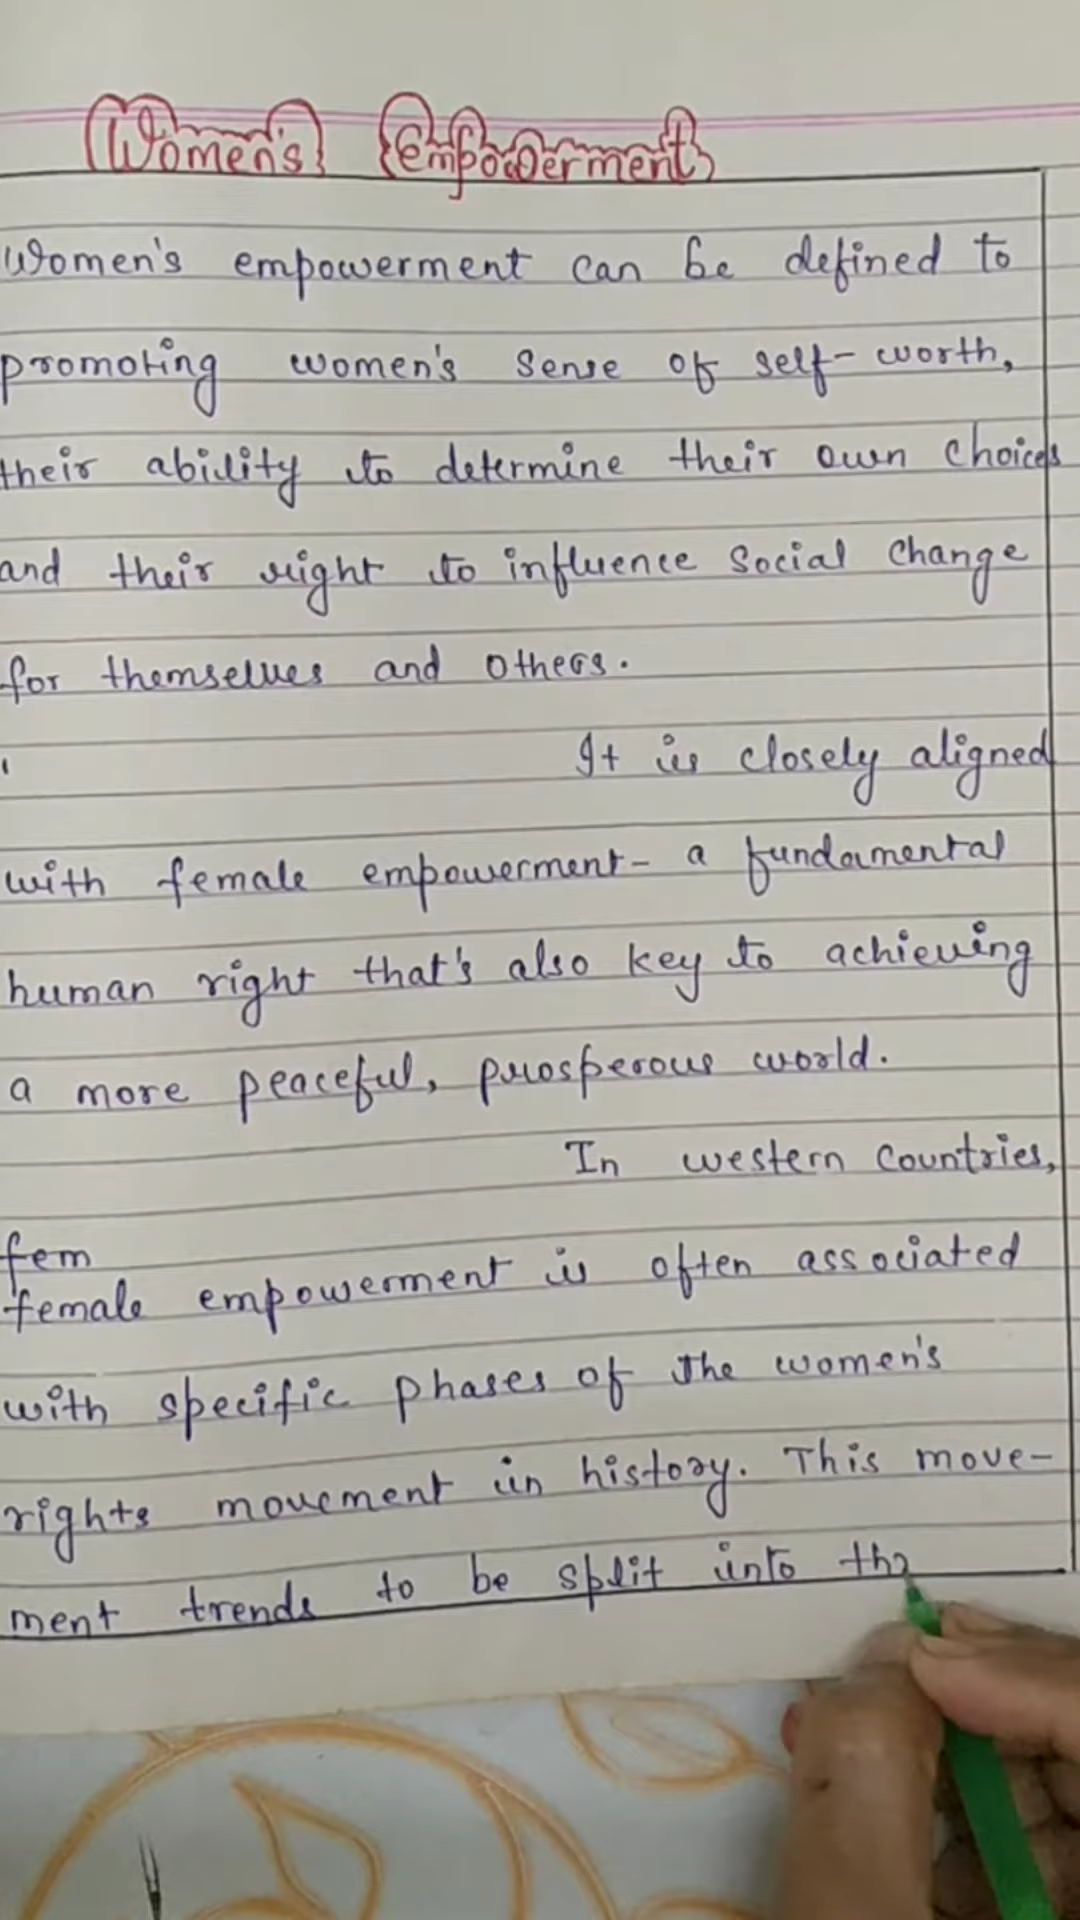 Women's Empowerment
Women's empowerment can be defined to
promoting women's sense of self-worth,
their ability to determine their own choices
and their right to influence social change
for themselves and others.
It is closely aligned
with female empowerment- a fundamental
human right that's also key to achieving
a more peaceful, prosperous world.
In western countries,
fem
female empowerment is often associated
with specific phases of the women's
rights movement in history. This move-
ment trends to be split into th